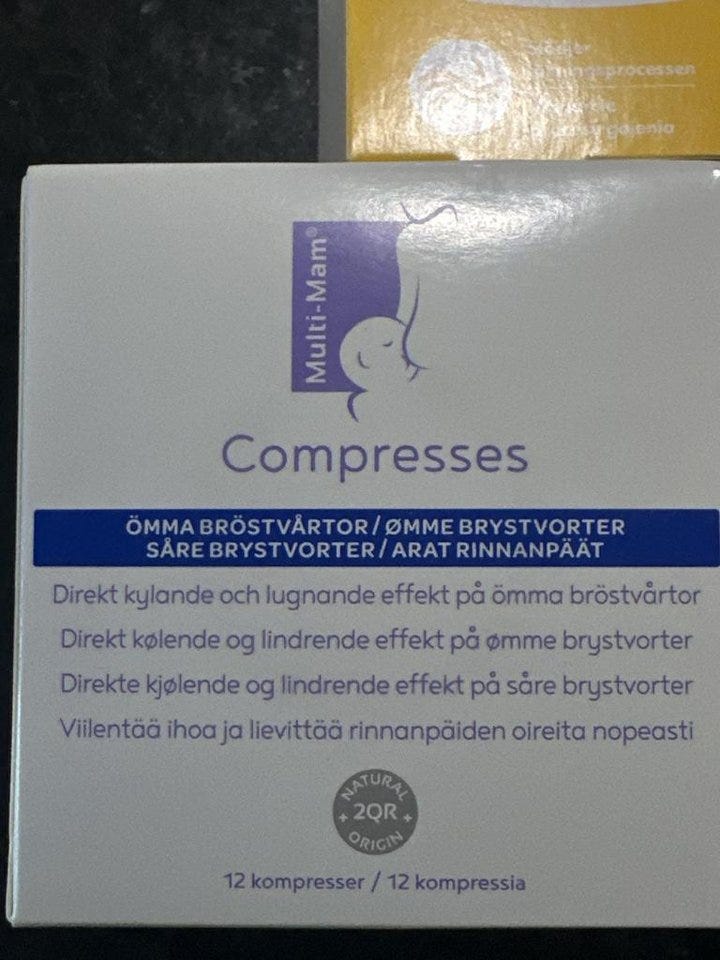 processen
Multi-Mam®
Compresses
ÖMMA BRÖSTVÅRTOR / ØMME BRYSTVORTER
SÅRE BRYSTVORTER / ARAT RINNANPÄÄT
Direkt kylande och lugnande effekt på ömma bröstvårtor
Direkt kølende og lindrende effekt på ømme brystvorter
Direkte kjølende og lindrende effekt på såre brystvorter
Viilentää ihoa ja lievittää rinnanpäiden oireita nopeasti
NATURAL
2QR
ORIGIN
12 kompresser / 12 kompressia